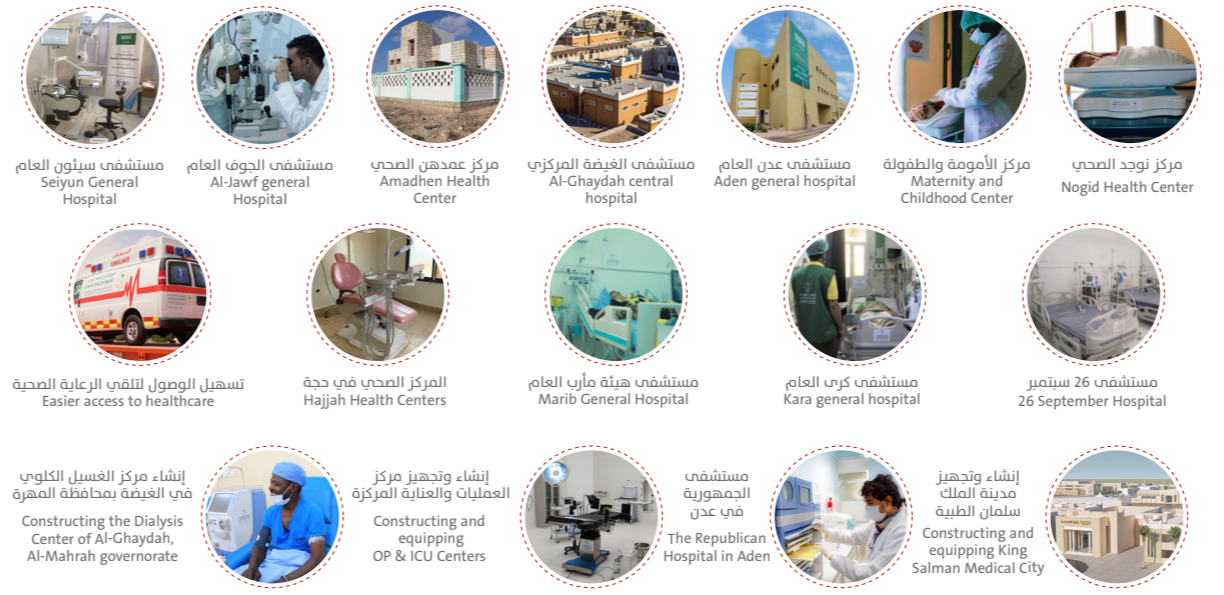 مستشفى سيئون العام
Seiyun General
Hospital
مستشفى الجوف العام
Al-Jawf general
Hospital
مركز عمدهن الصحي
Amadhen Health
Center
مستشفى الغيضة المركزي
Al-Ghaydah central
hospital
مستشفى عدن العام
Aden general hospital
مركز الأمومة والطفولة
Maternity and
Childhood Center
مركز نوجد الصحي
Nogid Health Center
تسهيل الوصول لتلقي الرعاية الصحية
Easier access to healthcare
المركز الصحي في حجة
Hajjah Health Centers
مستشفى هيئة مأرب العام
Marib General Hospital
مستشفى كرى العام
Kara general hospital
مستشفى 26 سبتمبر
26 September Hospital
إنشاء مركز الغسيل الكلوي
في الغيضة بمحافظة المهرة
Constructing the Dialysis
Center of Al-Ghaydah,
Al-Mahrah governorate
إنشاء وتجهيز مركز
العمليات والعناية المركزة
Constructing and
equipping
OP & ICU Centers
مستشفى
الجمهورية
في عدن
The Republican
Hospital in Aden
إنشاء وتجهيز
مدينة الملك
سلمان الطبية
Constructing and
equipping King
Salman Medical City